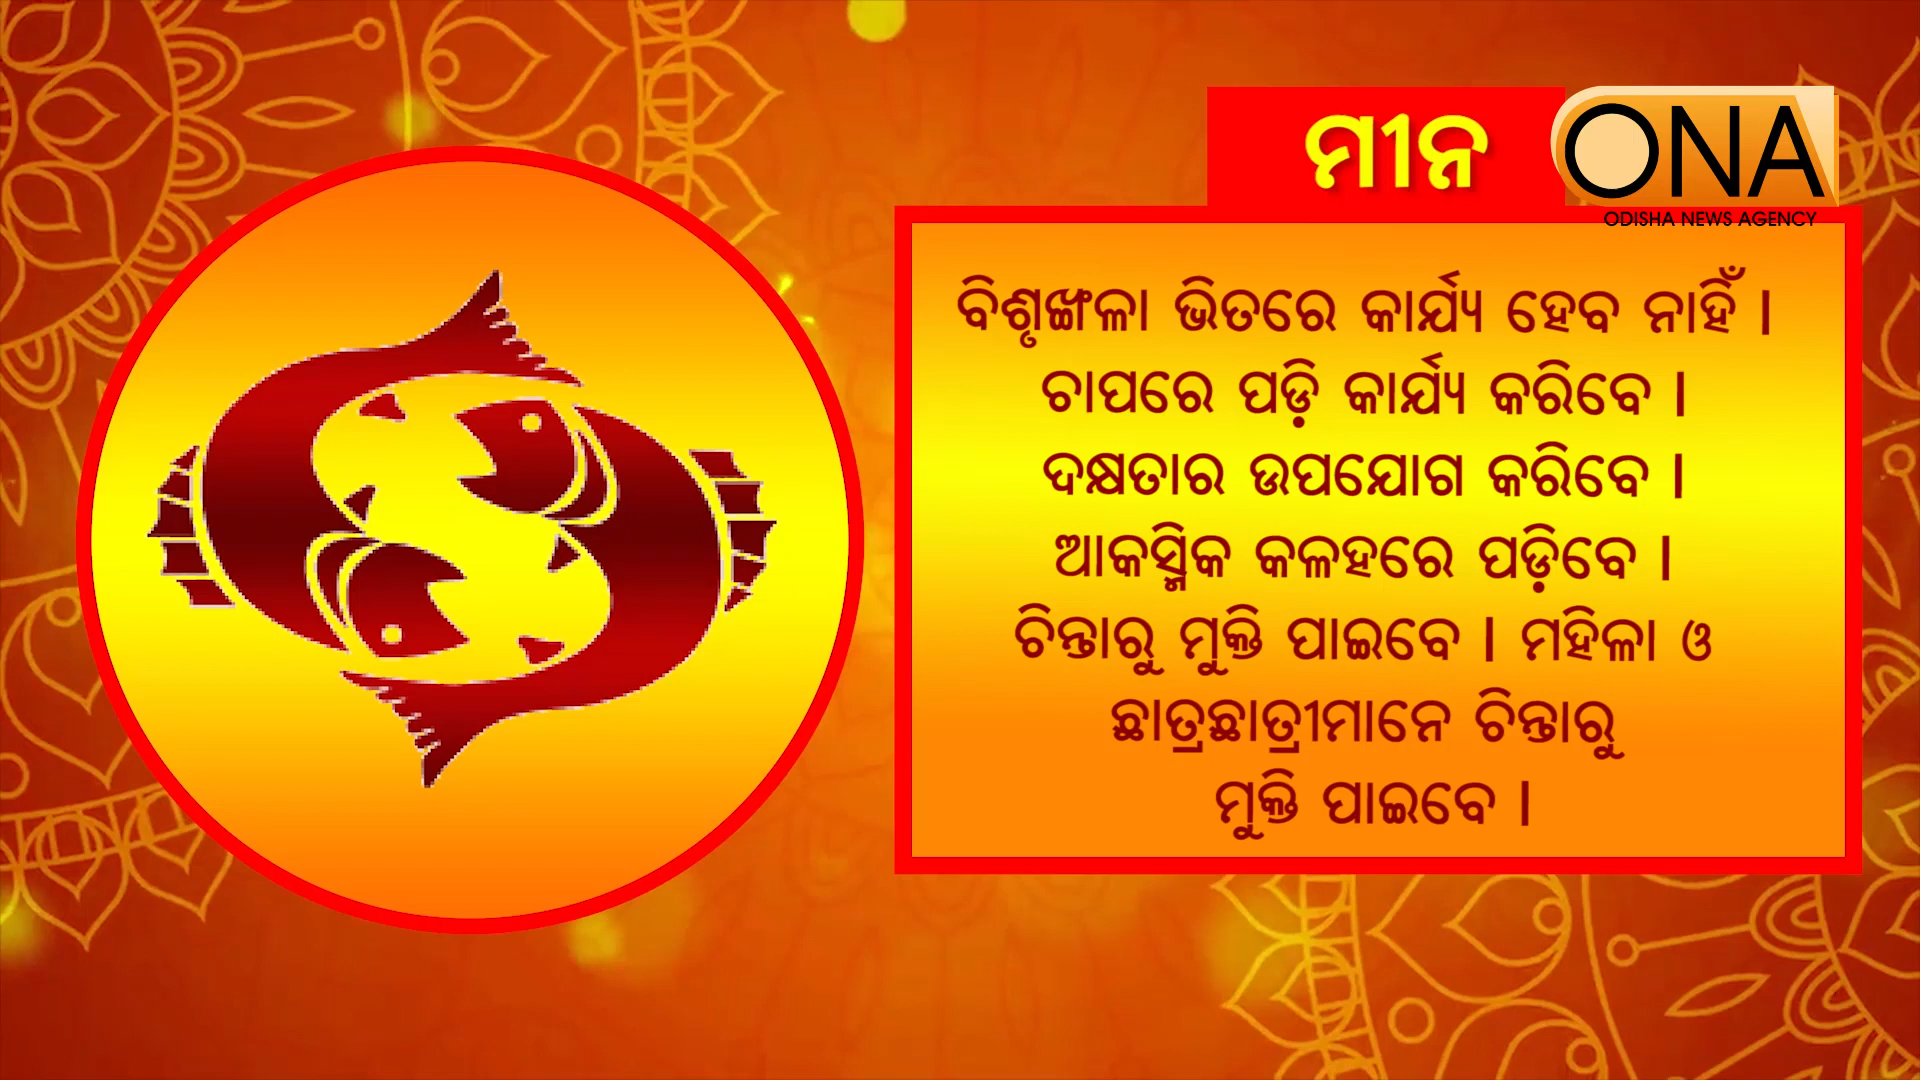 ମୀନ
ONA
ODISHA NEWS AGENCY
ବିଶୃଙ୍ଖଳା ଭିତରେ କାର୍ଯ୍ୟ ହେବ ନାହିଁ ।
ଚାପରେ ପଡ଼ି କାର୍ଯ୍ୟ କରିବେ ।
ଦକ୍ଷତାର ଉପଯୋଗ କରିବେ ।
ଆକସ୍ମିକ କଳହରେ ପଡ଼ିବେ ।
ଚିନ୍ତାରୁ ମୁକ୍ତି ପାଇବେ । ମହିଳା ଓ
ଛାତ୍ରଛାତ୍ରୀମାନେ ଚିନ୍ତାରୁ
ମୁକ୍ତି ପାଇବେ ।